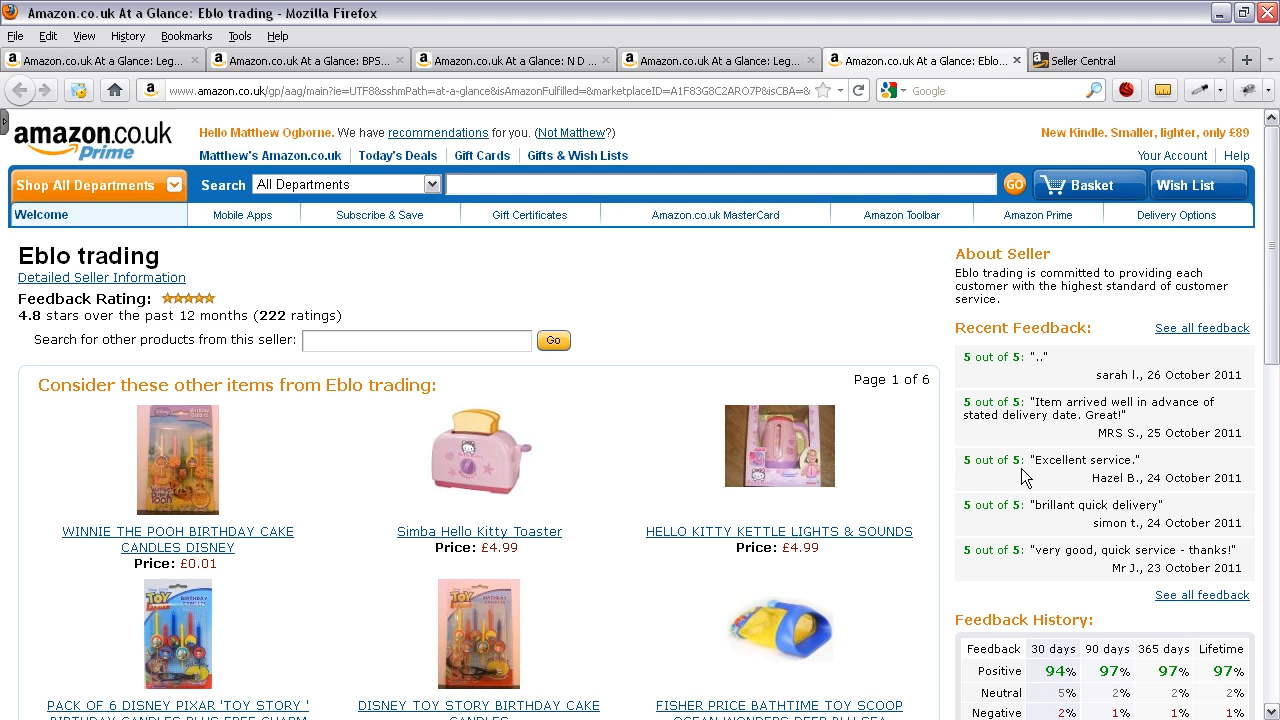 Amazon.co.uk At a Glance: Eblo trading - Mozilla Firefox
File Edit View History Bookmarks Tools Help
Amazon.co.uk At a Glance: Leg... Amazon.co.uk At a Glance: BPS... Amazon.co.uk At a Glance: N D ... Amazon.co.uk At a Glance: Leg... Amazon.co.uk At a Glance: Eblo... Seller Central
www.amazon.co.uk/gp/aag/main?ie=UTF8&sshmPath=at-a-glance&isAmazonFulfilled=&marketplaceID=A1F83G8C2ARO7P&isCBA=& Google
amazon.co.uk
Prime
Hello Matthew Ogborne. We have recommendations for you. (Not Matthew?)
New Kindle. Smaller, lighter, only £89
Matthew's Amazon.co.uk Today's Deals Gift Cards Gifts & Wish Lists
Your Account Help
Shop All Departments Search All Departments GO Basket Wish List
Welcome Mobile Apps Subscribe & Save Gift Certificates Amazon.co.uk MasterCard Amazon Toolbar Amazon Prime Delivery Options
Eblo trading
Detailed Seller Information
Feedback Rating:
4.8 stars over the past 12 months (222 ratings)
Search for other products from this seller: Go
Consider these other items from Eblo trading:
Page 1 of 6
WINNIE THE POOH BIRTHDAY CAKE
CANDLES DISNEY
Price: £0.01
Simba Hello Kitty Toaster
Price: £4.99
HELLO KITTY KETTLE LIGHTS & SOUNDS
Price: £4.99
PACK OF 6 DISNEY PIXAR 'TOY STORY '
BIRTHDAY CANDLES PLUS FREE CHARM
DISNEY TOY STORY BIRTHDAY CAKE
CANDLES
FISHER PRICE BATHTIME TOY SCOOP
OCEAN WONDERS DEEP BLU SEA
About Seller
Eblo trading is committed to providing each
customer with the highest standard of customer
service.
Recent Feedback: See all feedback
5 out of 5: ".."
sarah l., 26 October 2011
5 out of 5: "Item arrived well in advance of
stated delivery date. Great!"
MRS S., 25 October 2011
5 out of 5: "Excellent service."
Hazel B., 24 October 2011
5 out of 5: "brillant quick delivery"
simon t., 24 October 2011
5 out of 5: "very good, quick service - thanks!"
Mr J., 23 October 2011
See all feedback
Feedback History:
Feedback 30 days 90 days 365 days Lifetime
Positive 94% 97% 97% 97%
Neutral 5% 2% 2% 2%
Negative 2% 1% 1% 1%